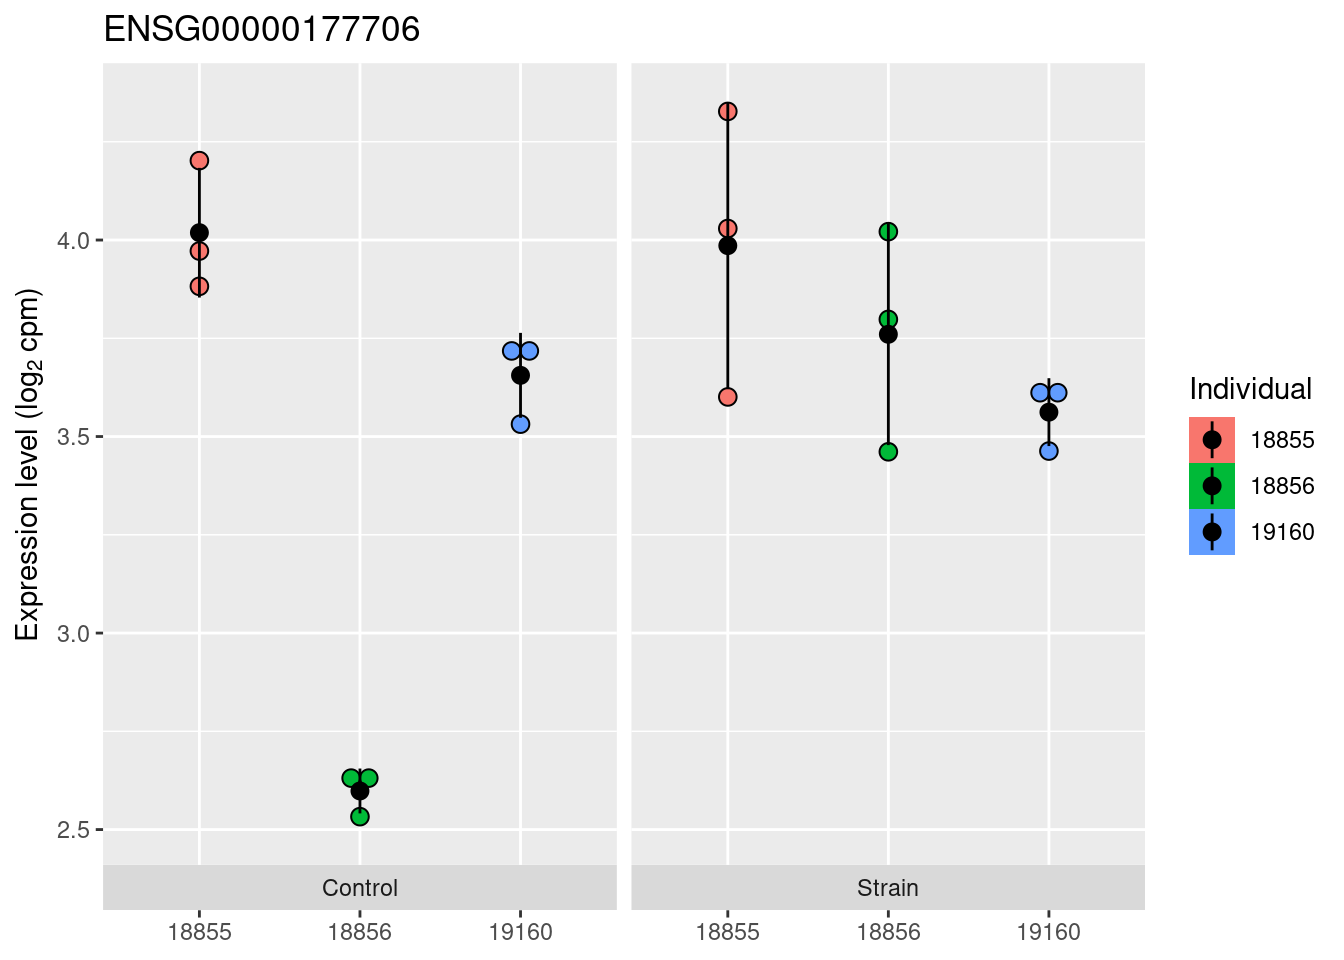 ENSG00000177706
Expression level (log₂ cpm)
4.0
3.5
3.0
2.5
Control
Strain
18855
18856
19160
18855
18856
19160
Individual
18855
18856
19160